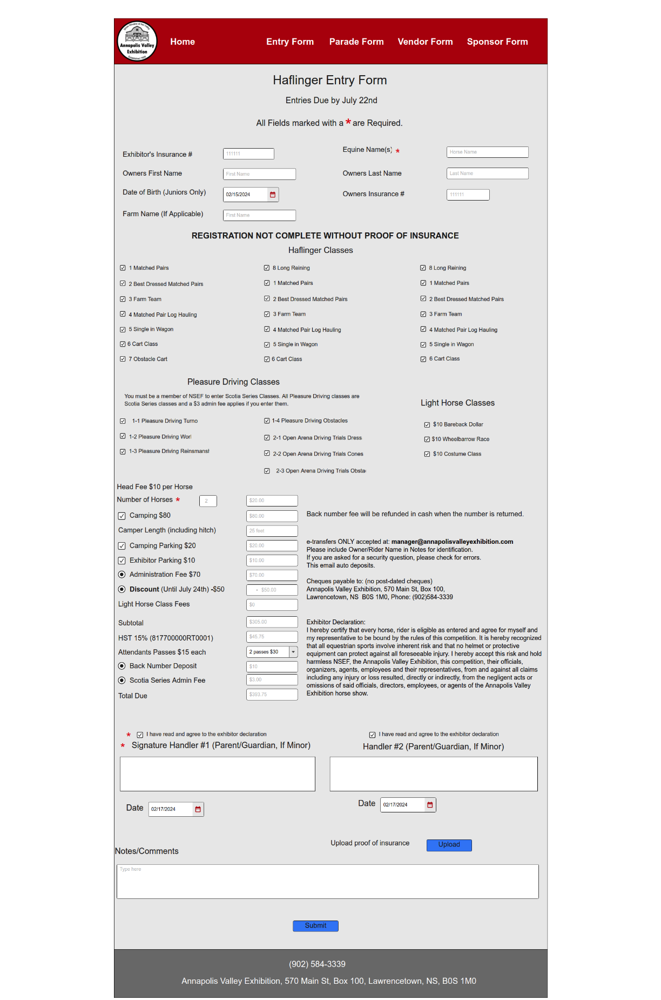 Show Window of the Valley
Annapolis Valley
Exhibition
Home
Entry Form
Parade Form
Vendor Form
Sponsor Form
Haflinger Entry Form
Entries Due by July 22nd
All Fields marked with a * are Required.
Exhibitor's Insurance #
111111
Equine Name(s) *
Horse Name
Owners First Name
First Name
Owners Last Name
Last Name
Date of Birth (Juniors Only)
02/15/2024
Owners Insurance #
111111
Farm Name (If Applicable)
First Name
REGISTRATION NOT COMPLETE WITHOUT PROOF OF INSURANCE
Haflinger Classes
1 Matched Pairs
8 Long Reining
8 Long Reining
2 Best Dressed Matched Pairs
1 Matched Pairs
1 Matched Pairs
3 Farm Team
2 Best Dressed Matched Pairs
2 Best Dressed Matched Pairs
4 Matched Pair Log Hauling
3 Farm Team
3 Farm Team
5 Single in Wagon
4 Matched Pair Log Hauling
4 Matched Pair Log Hauling
6 Cart Class
5 Single in Wagon
5 Single in Wagon
7 Obstacle Cart
6 Cart Class
6 Cart Class
Pleasure Driving Classes
You must be a member of NSEF to enter Scotia Series Classes. All Pleasure Driving classes are
Scotia Series classes and a $3 admin fee applies if you enter them.
Light Horse Classes
1-1 Pleasure Driving Turno
1-4 Pleasure Driving Obstacles
$10 Bareback Dollar
1-2 Pleasure Driving Worl
2-1 Open Arena Driving Trials Dress
$10 Wheelbarrow Race
1-3 Pleasure Driving Reinsmansh
2-2 Open Arena Driving Trials Cones
$10 Costume Class
2-3 Open Arena Driving Trials Obsta
Head Fee $10 per Horse
Number of Horses *
2
$20.00
Camping $80
$80.00
Back number fee will be refunded in cash when the number is returned.
Camper Length (including hitch)
25 feet
Camping Parking $20
$20.00
Exhibitor Parking $10
$10.00
Administration Fee $70
$70.00
Discount (Until July 24th) -$50
- $50.00
Light Horse Class Fees
$0
e-transfers ONLY accepted at: manager@annapolisvalleyexhibition.com
Please include Owner/Rider Name in Notes for identification.
If you are asked for a security question, please check for errors.
This email auto deposits.
Cheques payable to: (no post-dated cheques)
Annapolis Valley Exhibition, 570 Main St, Box 100,
Lawrencetown, NS B0S 1M0, Phone: (902)584-3339
Subtotal
$305.00
HST 15% (817700000RT0001)
$45.75
Attendants Passes $15 each
2 passes $30
Back Number Deposit
$10
Scotia Series Admin Fee
$3.00
Total Due
$393.75
Exhibitor Declaration:
I hereby certify that every horse, rider is eligible as entered and agree for myself and
my representative to be bound by the rules of this competition. It is hereby recognized
that all equestrian sports involve inherent risk and that no helmet or protective
equipment can protect against all foreseeable injury. I hereby accept this risk and hold
harmless NSEF, the Annapolis Valley Exhibition, this competition, their officials,
organizers, agents, employees and their representatives, from and against all claims
including any injury or loss resulted, directly or indirectly, from the negligent acts or
omissions of said officials, directors, employees, or agents of the Annapolis Valley
Exhibition horse show.
* I have read and agree to the exhibitor declaration
I have read and agree to the exhibitor declaration
* Signature Handler #1 (Parent/Guardian, If Minor)
Handler #2 (Parent/Guardian, If Minor)
Date
02/17/2024
Date
02/17/2024
Upload proof of insurance
Upload
Notes/Comments
Type here
Submit
(902) 584-3339
Annapolis Valley Exhibition, 570 Main St, Box 100, Lawrencetown, NS, B0S 1M0